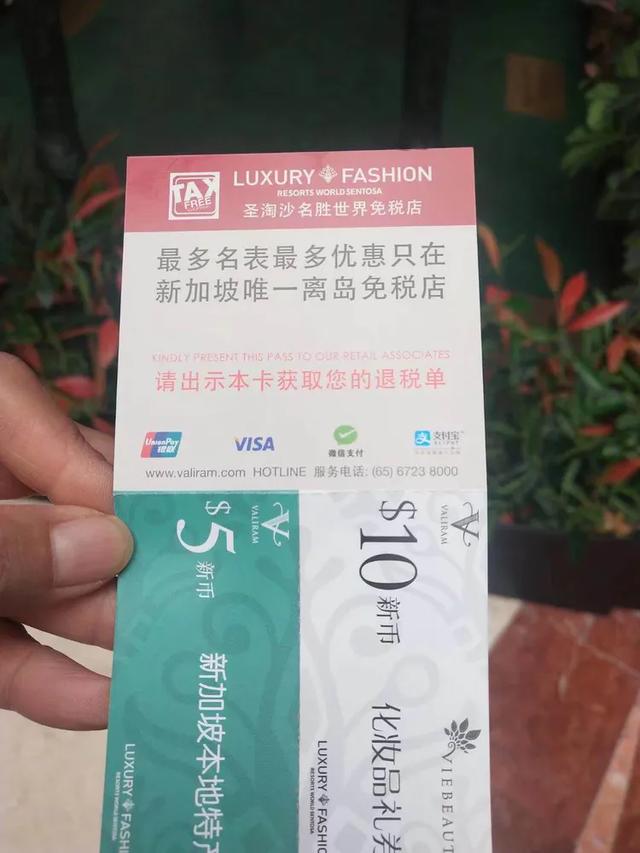 TAX
FREE
LUXURY FASHION
RESORTS WORLD SENTOSA
圣淘沙名胜世界免税店
最多名表最多优惠只在
新加坡唯一离岛免税店
KINDLY PRESENT THIS PASS TO OUR RETAIL ASSOCIATES
请出示本卡获取您的退税单
UnionPay
银联
VISA
微信支付
支付宝
ALIPAY
www.valiram.com HOTLINE 服务电话: (65) 6723 8000
$5
新币
VALIRAM
新加坡本地特产
LUXURY FASHION
RESORTS WORLD SENTOSA
$10
新币
VALIRAM
化妆品礼券
VIEBEAUT
LUXURY FASHIO
RESORTS WORLD SENTOSA